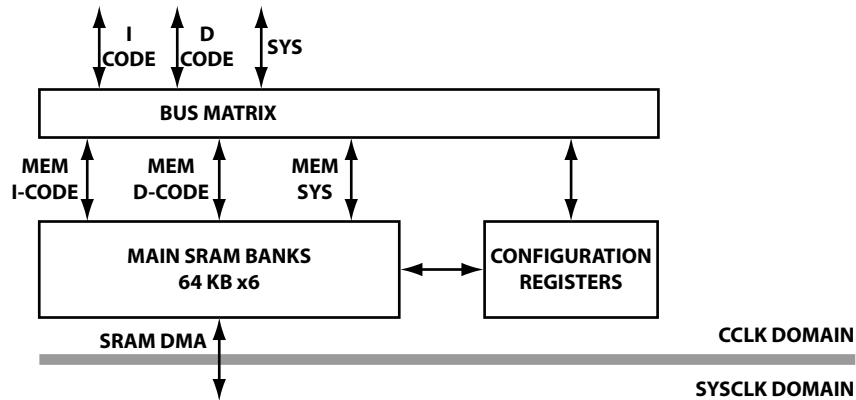 I
CODE
D
CODE
SYS
BUS MATRIX
MEM
I-CODE
MEM
D-CODE
MEM
SYS
MAIN SRAM BANKS
64 KB x6
CONFIGURATION
REGISTERS
SRAM DMA
CCLK DOMAIN
SYSCLK DOMAIN